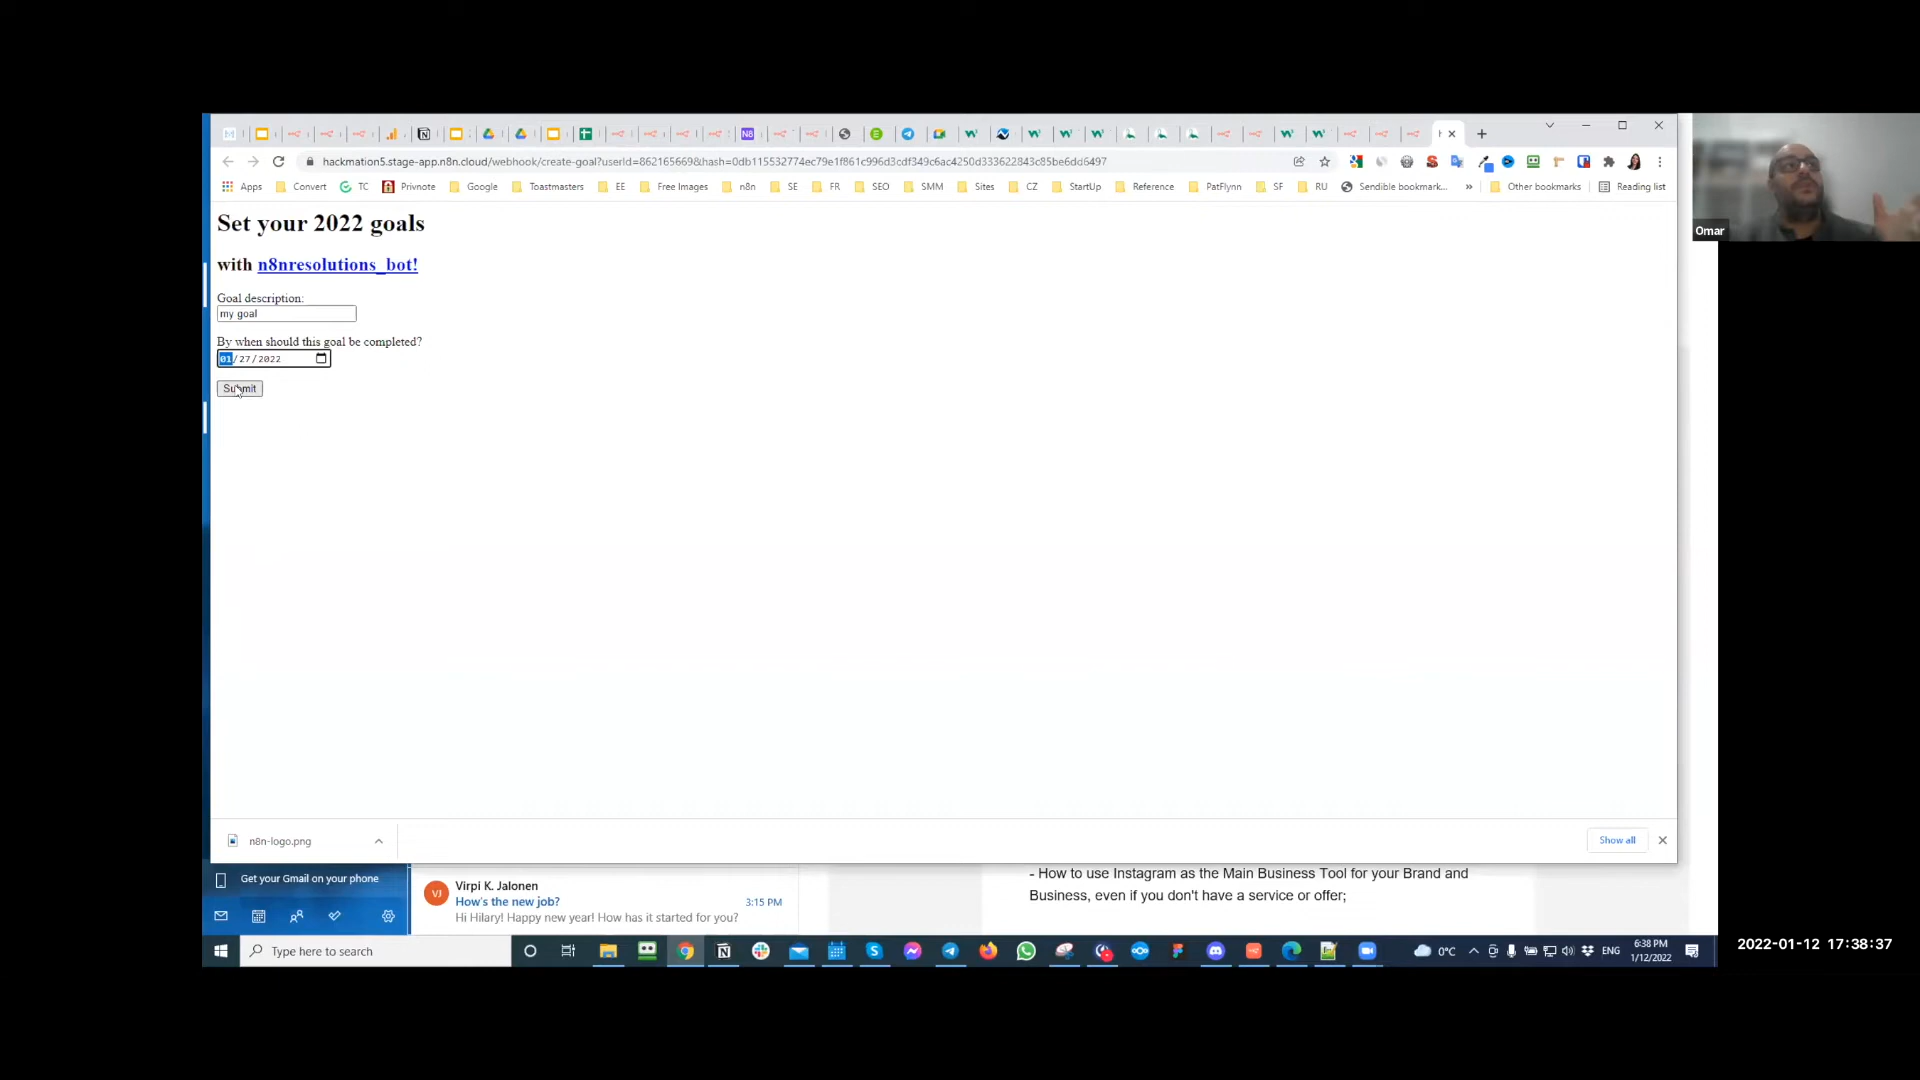 hackmation5.stage-app.n8n.cloud/webhook/create-goal?userId=862165669&hash=0db115532774ec79e1f861c996d3cdf349c6ac4250d333622843c85be6dd6497
Apps Convert TC Privnote Google Toastmasters EE Free Images n8n SE FR SEO SMM Sites CZ StartUp Reference PatFlynn SF RU Sendible bookmark... » Other bookmarks Reading list
Set your 2022 goals
with n8nresolutions_bot!
Goal description:
my goal
By when should this goal be completed?
01/27/2022
Submit
Omar
n8n-logo.png
Show all
Get your Gmail on your phone
VJ
Virpi K. Jalonen
How's the new job?
3:15 PM
Hi Hilary! Happy new year! How has it started for you?
- How to use Instagram as the Main Business Tool for your Brand and
Business, even if you don't have a service or offer;
Type here to search
0°C
ENG
6:38 PM
1/12/2022
2022-01-12 17:38:37